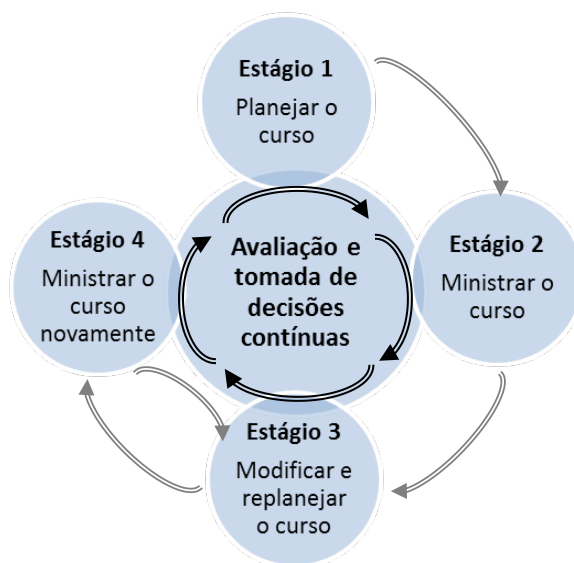 Estágio 1
Planejar o
curso
Estágio 4
Ministrar o
curso
novamente
Avaliação e
tomada de
decisões
contínuas
Estágio 2
Ministrar o
curso
Estágio 3
Modificar e
replanejar
o curso